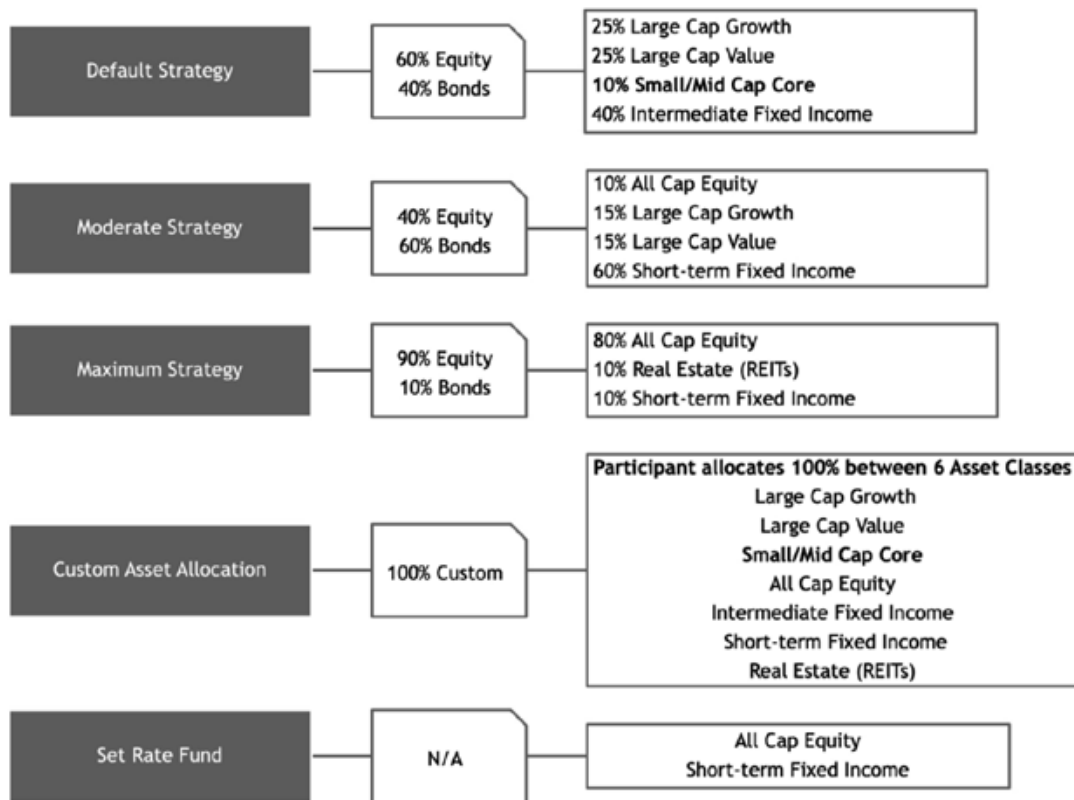 Default Strategy
60% Equity
40% Bonds
25% Large Cap Growth
25% Large Cap Value
10% Small/Mid Cap Core
40% Intermediate Fixed Income
Moderate Strategy
40% Equity
60% Bonds
10% All Cap Equity
15% Large Cap Growth
15% Large Cap Value
60% Short-term Fixed Income
Maximum Strategy
90% Equity
10% Bonds
80% All Cap Equity
10% Real Estate (REITs)
10% Short-term Fixed Income
Custom Asset Allocation
100% Custom
Participant allocates 100% between 6 Asset Classes
Large Cap Growth
Large Cap Value
Small/Mid Cap Core
All Cap Equity
Intermediate Fixed Income
Short-term Fixed Income
Real Estate (REITs)
Set Rate Fund
N/A
All Cap Equity
Short-term Fixed Income